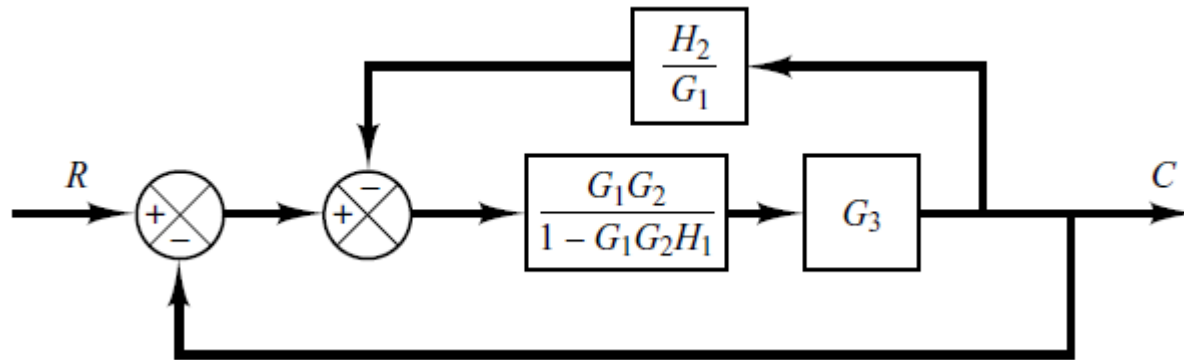 H₂
G₁
R
+
−
+
−
G₁G₂
1 − G₁G₂H₁
G₃
C